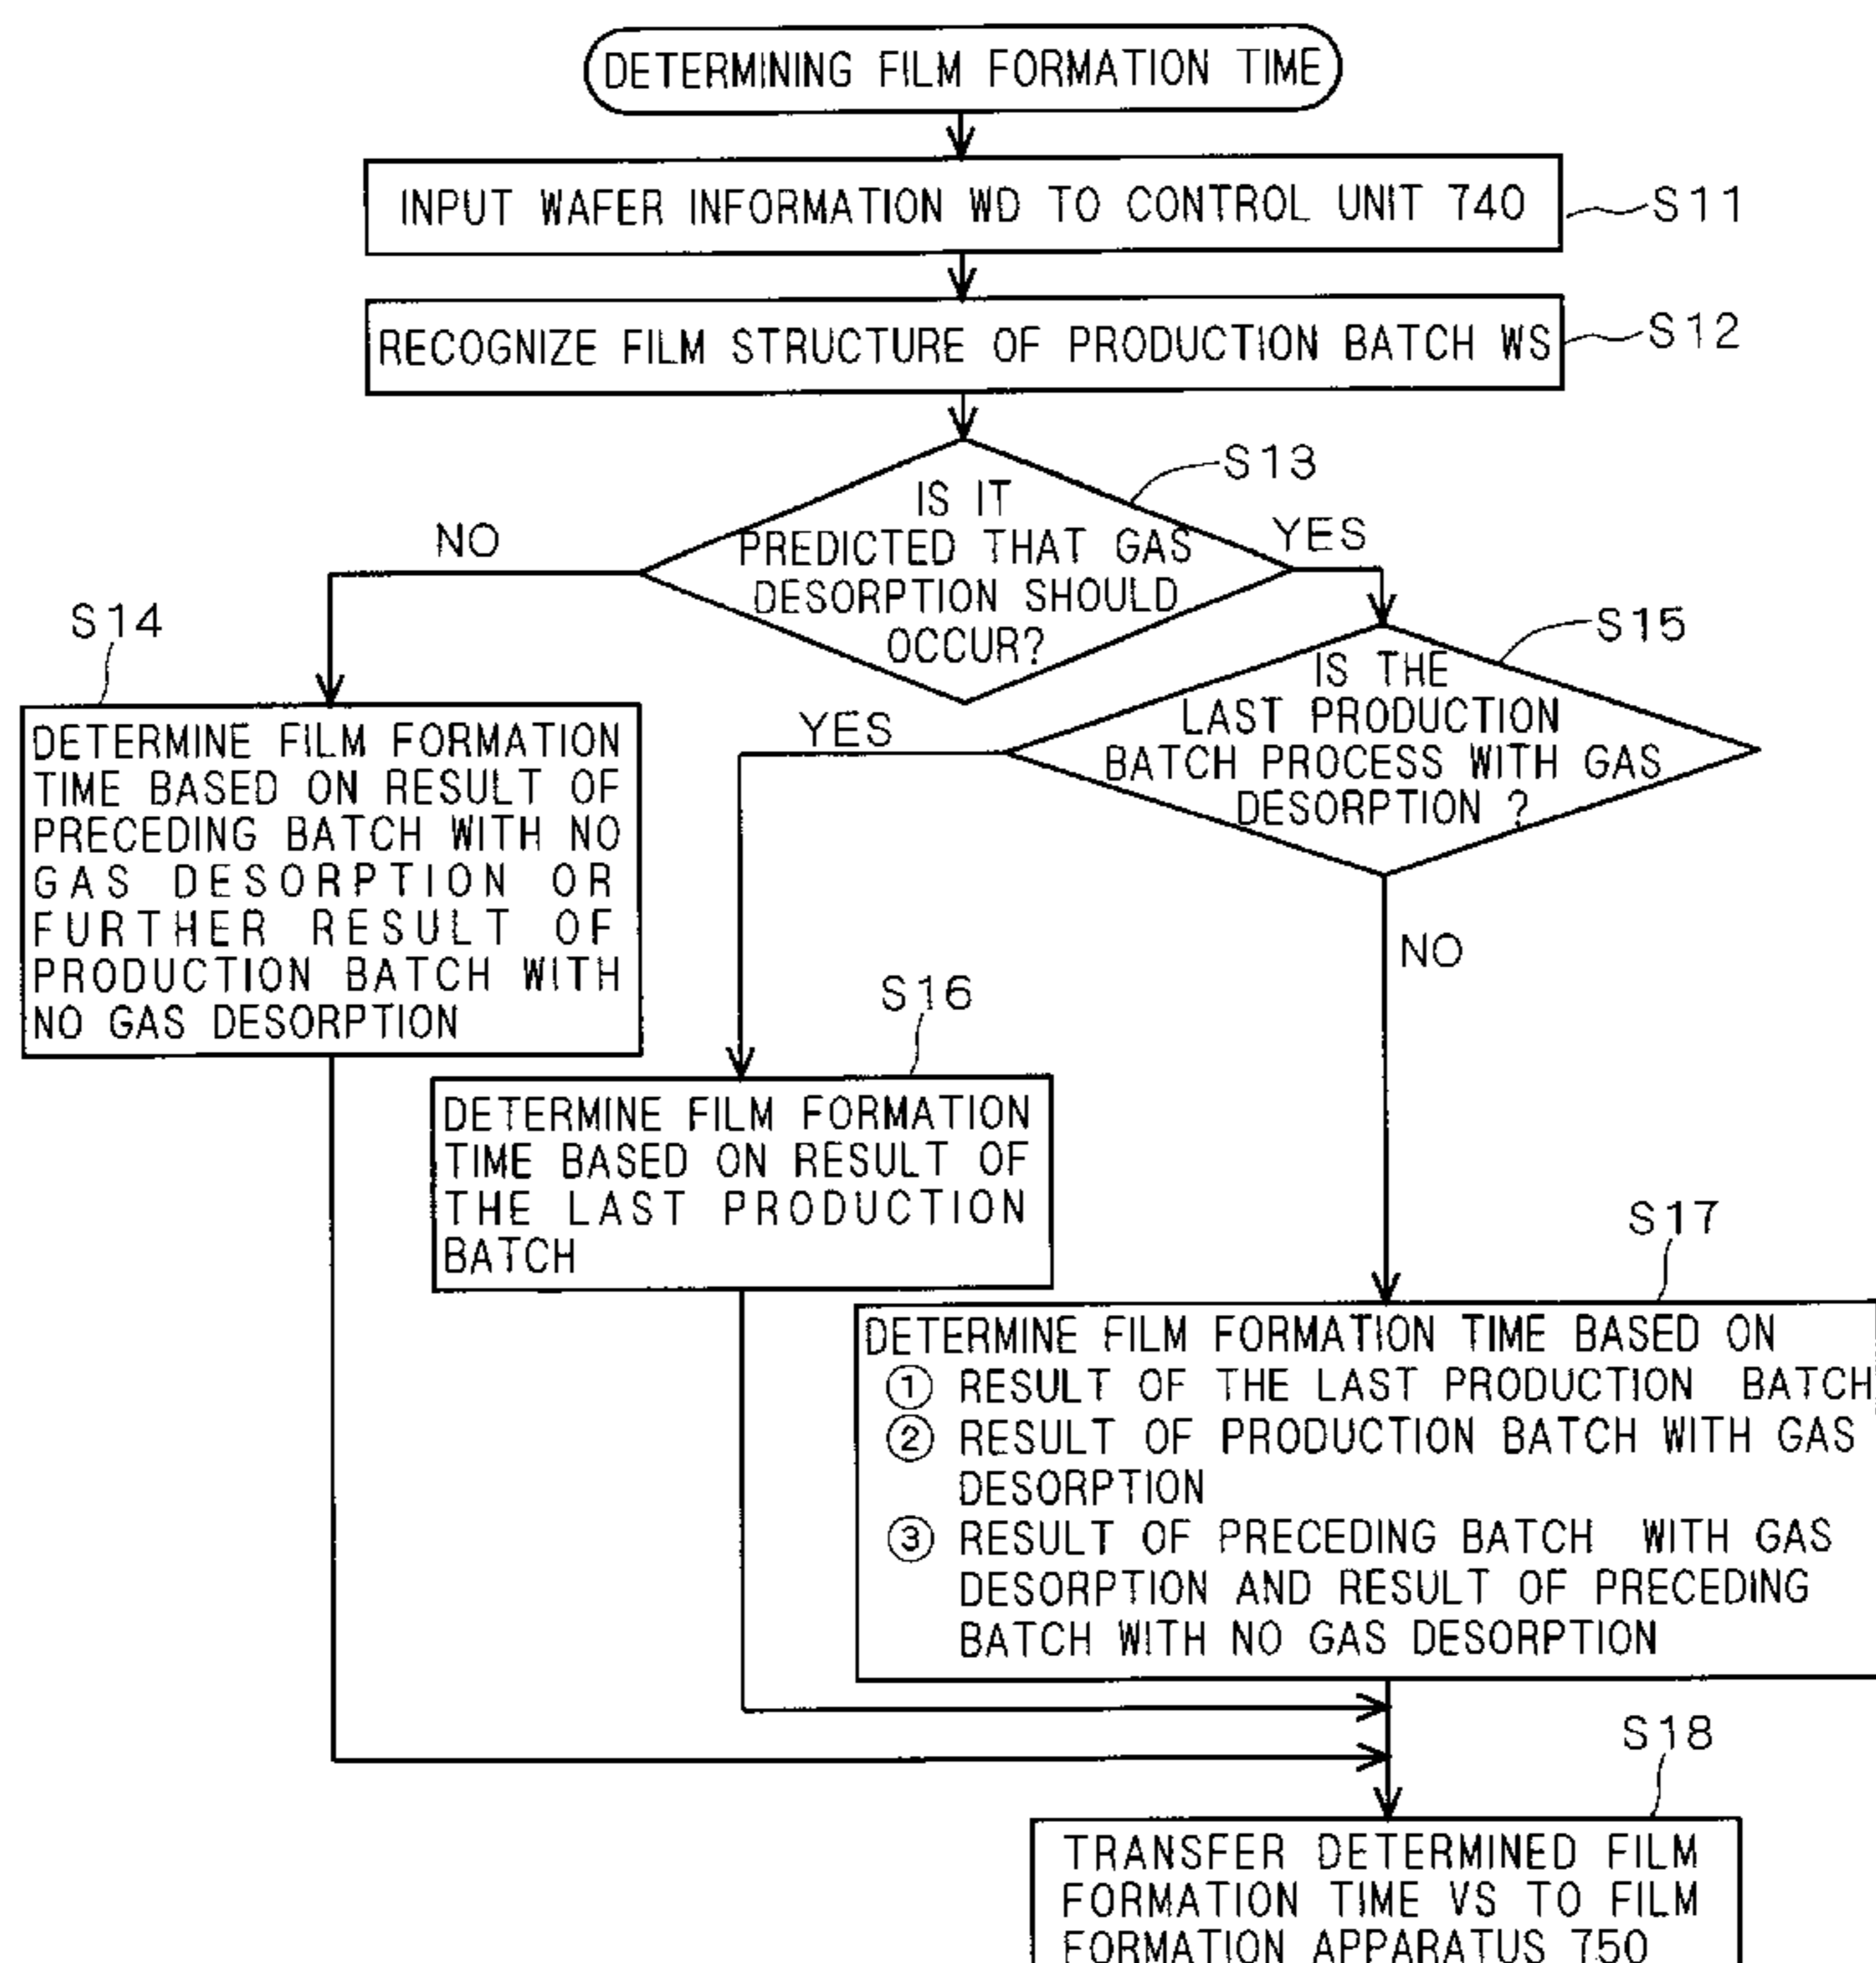 DETERMINING FILM FORMATION TIME
INPUT WAFER INFORMATION WD TO CONTROL UNIT 740
S11
RECOGNIZE FILM STRUCTURE OF PRODUCTION BATCH WS
S12
S13
IS IT
PREDICTED THAT GAS
DESORPTION SHOULD
OCCUR?
NO
YES
S14
DETERMINE FILM FORMATION
TIME BASED ON RESULT OF
PRECEDING BATCH WITH NO
GAS DESORPTION OR
FURTHER RESULT OF
PRODUCTION BATCH WITH
NO GAS DESORPTION
S15
IS THE
LAST PRODUCTION
BATCH PROCESS WITH GAS
DESORPTION ?
YES
NO
S16
DETERMINE FILM FORMATION
TIME BASED ON RESULT OF
THE LAST PRODUCTION
BATCH
S17
DETERMINE FILM FORMATION TIME BASED ON
① RESULT OF THE LAST PRODUCTION BATCH
② RESULT OF PRODUCTION BATCH WITH GAS
DESORPTION
③ RESULT OF PRECEDING BATCH WITH GAS
DESORPTION AND RESULT OF PRECEDING
BATCH WITH NO GAS DESORPTION
S18
TRANSFER DETERMINED FILM
FORMATION TIME VS TO FILM
FORMATION APPARATUS 750